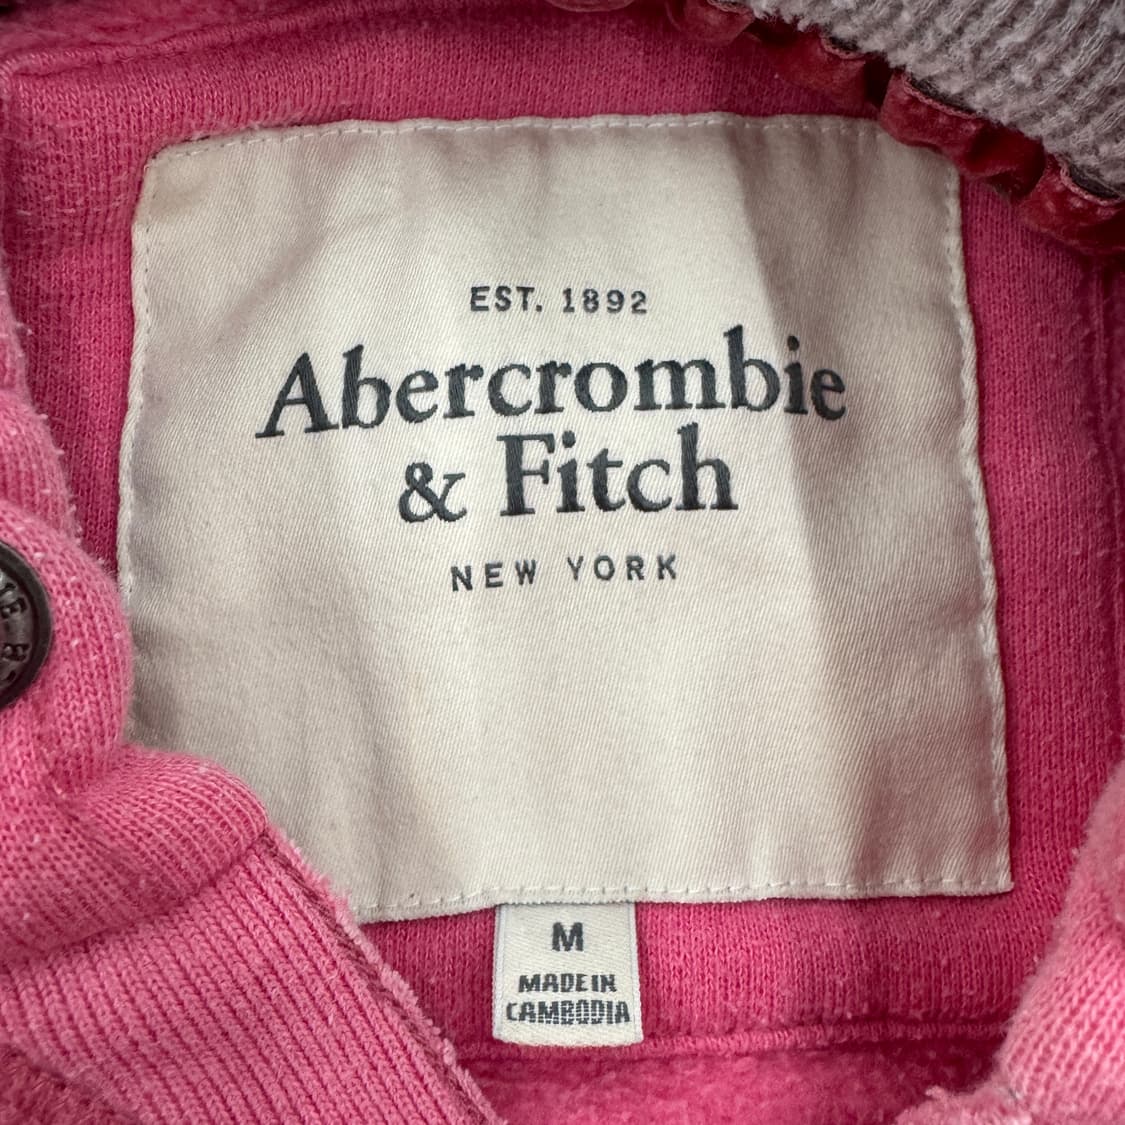 EST. 1892
Abercrombie
& Fitch
NEW YORK
M
MADE IN
CAMBODIA